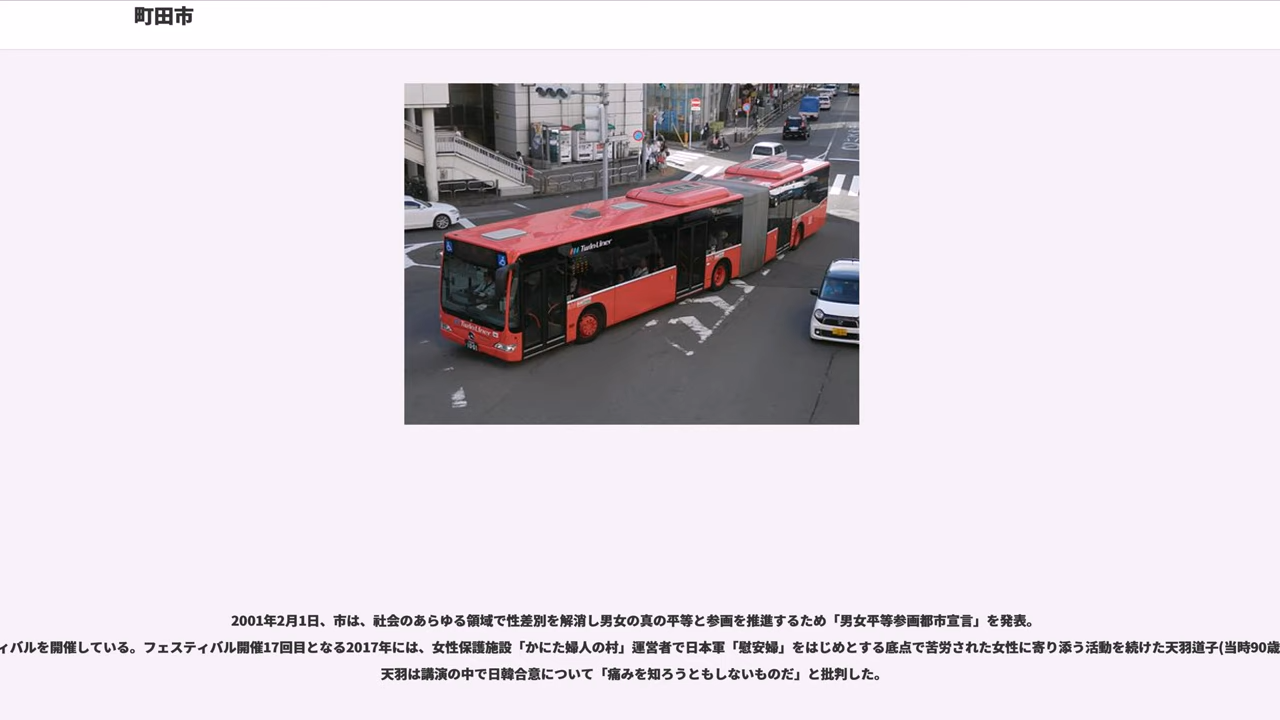 町田市
Twin Liner
Twin Liner
2001年2月1日、市は、社会のあらゆる領域で性差別を解消し男女の真の平等と参画を推進するため「男女平等参画都市宣言」を発表。
ィバルを開催している。フェスティバル開催17回目となる2017年には、女性保護施設「かにた婦人の村」運営者で日本軍「慰安婦」をはじめとする底点で苦労された女性に寄り添う活動を続けた天羽道子(当時90歳
天羽は講演の中で日韓合意について「痛みを知ろうともしないものだ」と批判した。